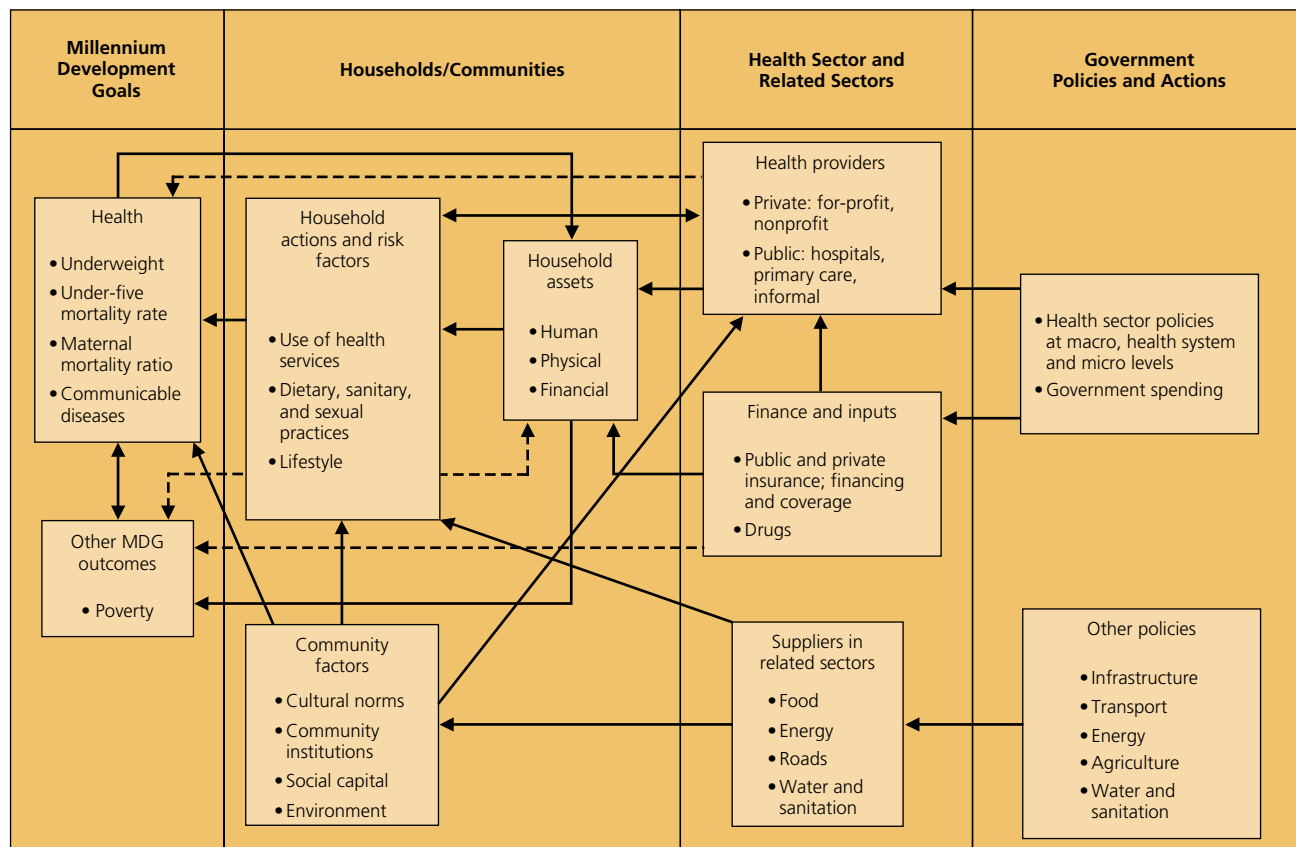 Millennium
Development
Goals
Households/Communities
Health Sector and
Related Sectors
Government
Policies and Actions
Health
• Underweight
• Under-five
mortality rate
• Maternal
mortality ratio
• Communicable
diseases
Other MDG
outcomes
• Poverty
Household
actions and risk
factors
• Use of health
services
• Dietary, sanitary,
and sexual
practices
• Lifestyle
Household
assets
• Human
• Physical
• Financial
Community
factors
• Cultural norms
• Community
institutions
• Social capital
• Environment
Health providers
• Private: for-profit,
nonprofit
• Public: hospitals,
primary care,
informal
Finance and inputs
• Public and private
insurance; financing
and coverage
• Drugs
Suppliers in
related sectors
• Food
• Energy
• Roads
• Water and
sanitation
• Health sector policies
at macro, health system
and micro levels
• Government spending
Other policies
• Infrastructure
• Transport
• Energy
• Agriculture
• Water and
sanitation